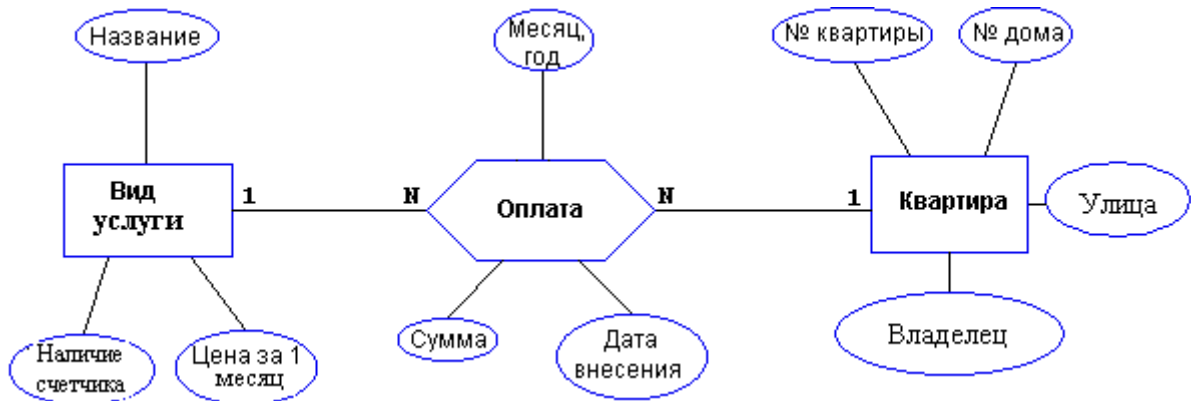 Название
Месяц,
год
№ квартиры
№ дома
Вид
услуги
1
N
Оплата
N
1
Квартира
Улица
Наличие
счетчика
Цена за 1
месяц
Сумма
Дата
внесения
Владелец